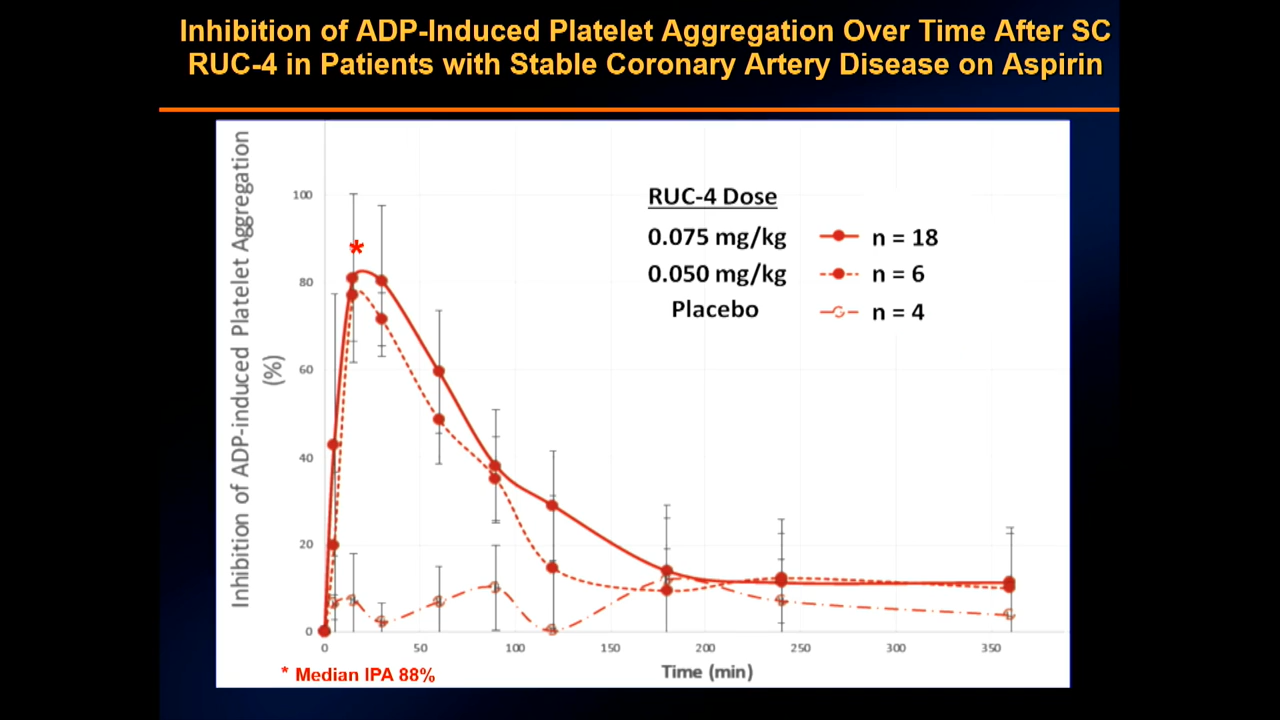 Inhibition of ADP-Induced Platelet Aggregation Over Time After SC
RUC-4 in Patients with Stable Coronary Artery Disease on Aspirin
Inhibition of ADP-induced Platelet Aggregation
(%)
100
80
60
40
20
0
RUC-4 Dose
0.075 mg/kg n = 18
0.050 mg/kg n = 6
Placebo n = 4
*
0 50 100 150 200 250 300 350
Time (min)
* Median IPA 88%